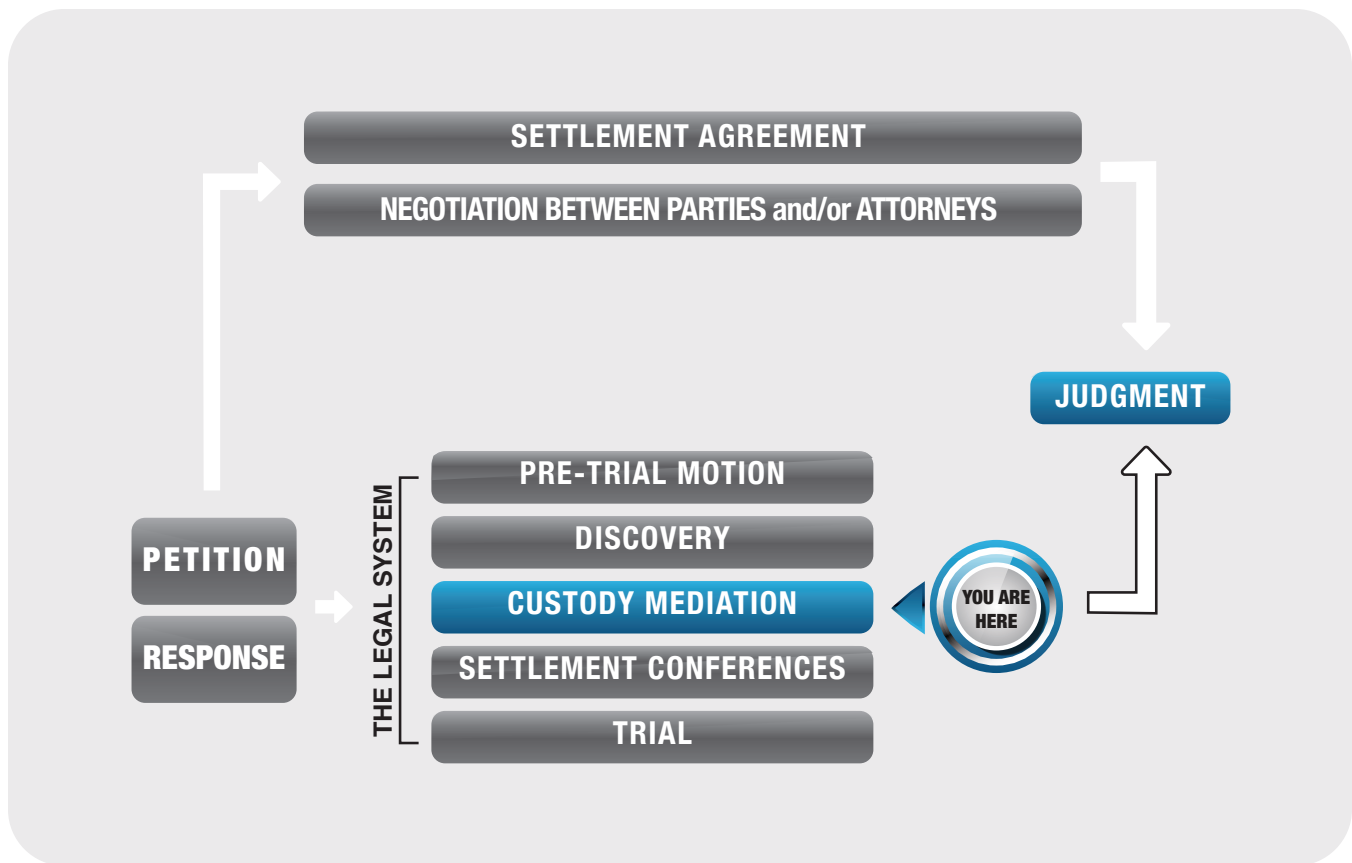 SETTLEMENT AGREEMENT
NEGOTIATION BETWEEN PARTIES and/or ATTORNEYS
JUDGMENT
PETITION
RESPONSE
THE LEGAL SYSTEM
PRE-TRIAL MOTION
DISCOVERY
CUSTODY MEDIATION
SETTLEMENT CONFERENCES
TRIAL
YOU ARE
HERE